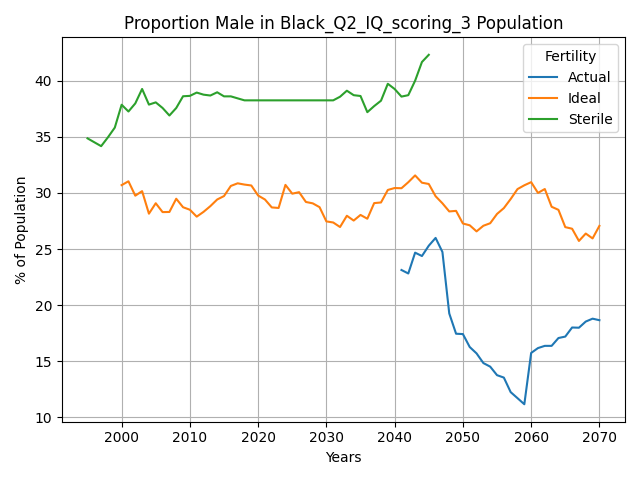 Proportion Male in Black_Q2_IQ_scoring_3 Population
% of Population
40
35
30
25
20
15
10
Fertility
Actual
Ideal
Sterile
2000 2010 2020 2030 2040 2050 2060 2070
Years